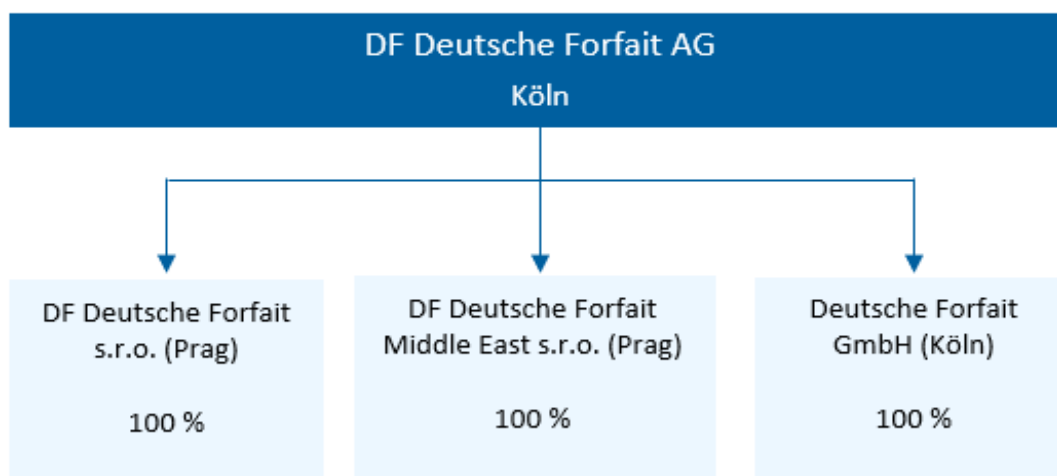 DF Deutsche Forfait AG
Köln
DF Deutsche Forfait
s.r.o. (Prag)
100 %
DF Deutsche Forfait
Middle East s.r.o. (Prag)
100 %
Deutsche Forfait
GmbH (Köln)
100 %